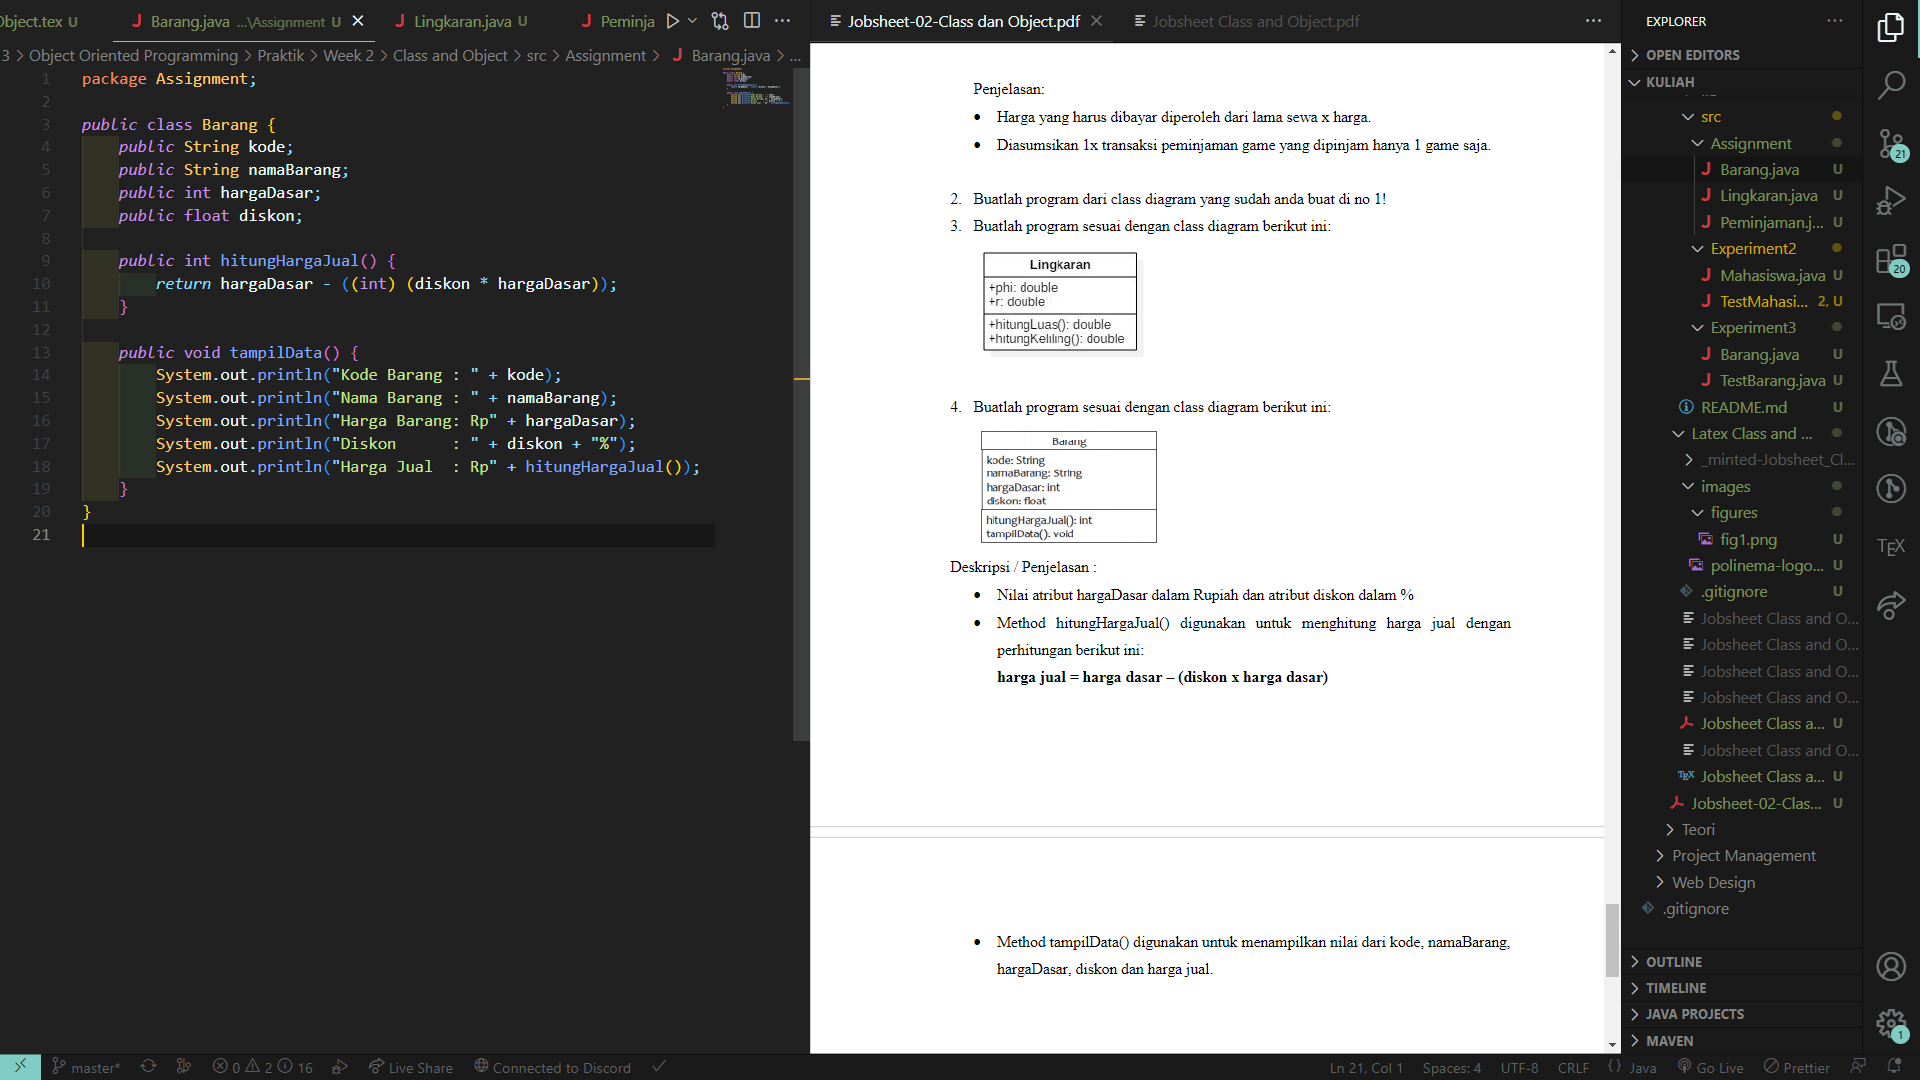 Object.tex U
Barang.java ...\Assignment U
Lingkaran.java U
Peminja
3 > Object Oriented Programming > Praktik > Week 2 > Class and Object > src > Assignment > Barang.java > ...
1 package Assignment;
2
3 public class Barang {
4 public String kode;
5 public String namaBarang;
6 public int hargaDasar;
7 public float diskon;
8
9 public int hitungHargaJual() {
10 return hargaDasar - ((int) (diskon * hargaDasar));
11 }
12
13 public void tampilData() {
14 System.out.println("Kode Barang : " + kode);
15 System.out.println("Nama Barang : " + namaBarang);
16 System.out.println("Harga Barang: Rp" + hargaDasar);
17 System.out.println("Diskon      : " + diskon + "%");
18 System.out.println("Harga Jual  : Rp" + hitungHargaJual());
19 }
20 }
21
Jobsheet-02-Class dan Object.pdf
Jobsheet Class and Object.pdf
Penjelasan:
• Harga yang harus dibayar diperoleh dari lama sewa x harga.
• Diasumsikan 1x transaksi peminjaman game yang dipinjam hanya 1 game saja.
2. Buatlah program dari class diagram yang sudah anda buat di no 1!
3. Buatlah program sesuai dengan class diagram berikut ini:
Lingkaran
+phi: double
+r: double
+hitungLuas(): double
+hitungKeliling(): double
4. Buatlah program sesuai dengan class diagram berikut ini:
Barang
kode: String
namaBarang: String
hargaDasar: int
diskon: float
hitungHargaJual(): int
tampilData(): void
Deskripsi / Penjelasan :
• Nilai atribut hargaDasar dalam Rupiah dan atribut diskon dalam %
• Method hitungHargaJual() digunakan untuk menghitung harga jual dengan
perhitungan berikut ini:
harga jual = harga dasar – (diskon x harga dasar)
• Method tampilData() digunakan untuk menampilkan nilai dari kode, namaBarang,
hargaDasar, diskon dan harga jual.
EXPLORER
OPEN EDITORS
KULIAH
src
Assignment
Barang.java U
Lingkaran.java U
Peminjaman.j... U
Experiment2
Mahasiswa.java U
TestMahasi... 2, U
Experiment3
Barang.java U
TestBarang.java U
README.md U
Latex Class and ...
_minted-Jobsheet_Cl...
images
figures
fig1.png U
polinema-logo... U
.gitignore U
Jobsheet Class and O...
Jobsheet Class and O...
Jobsheet Class and O...
Jobsheet Class and O...
Jobsheet Class a... U
Jobsheet Class and O...
TEX Jobsheet Class a... U
Jobsheet-02-Clas... U
Teori
Project Management
Web Design
.gitignore
OUTLINE
TIMELINE
JAVA PROJECTS
MAVEN
21
20
TEX
1
master* 0 2 16 Live Share Connected to Discord
Ln 21, Col 1 Spaces: 4 UTF-8 CRLF {} Java Go Live Prettier